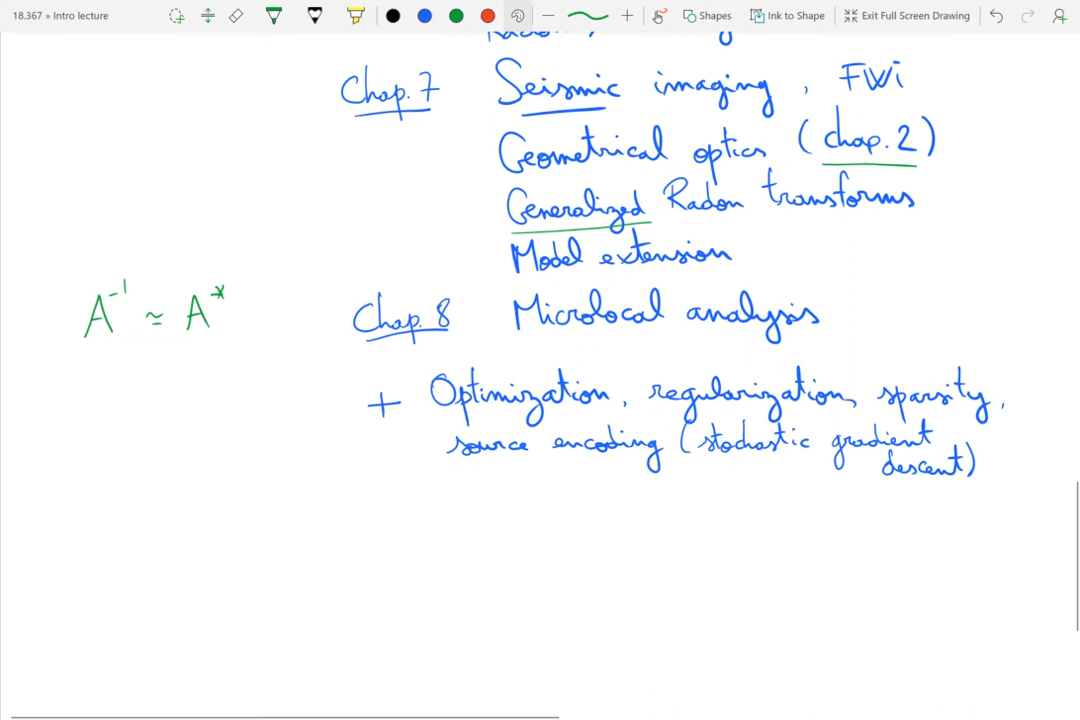 18.367 » Intro lecture
Shapes
Ink to Shape
Exit Full Screen Drawing
Chap. 7 Seismic imaging, FWi
Geometrical optics (chap. 2)
Generalized Radon transforms
Model extension
A⁻¹ ≃ A*
Chap. 8 Microlocal analysis
+ Optimization, regularization, sparsity,
source encoding (stochastic gradient
descent)